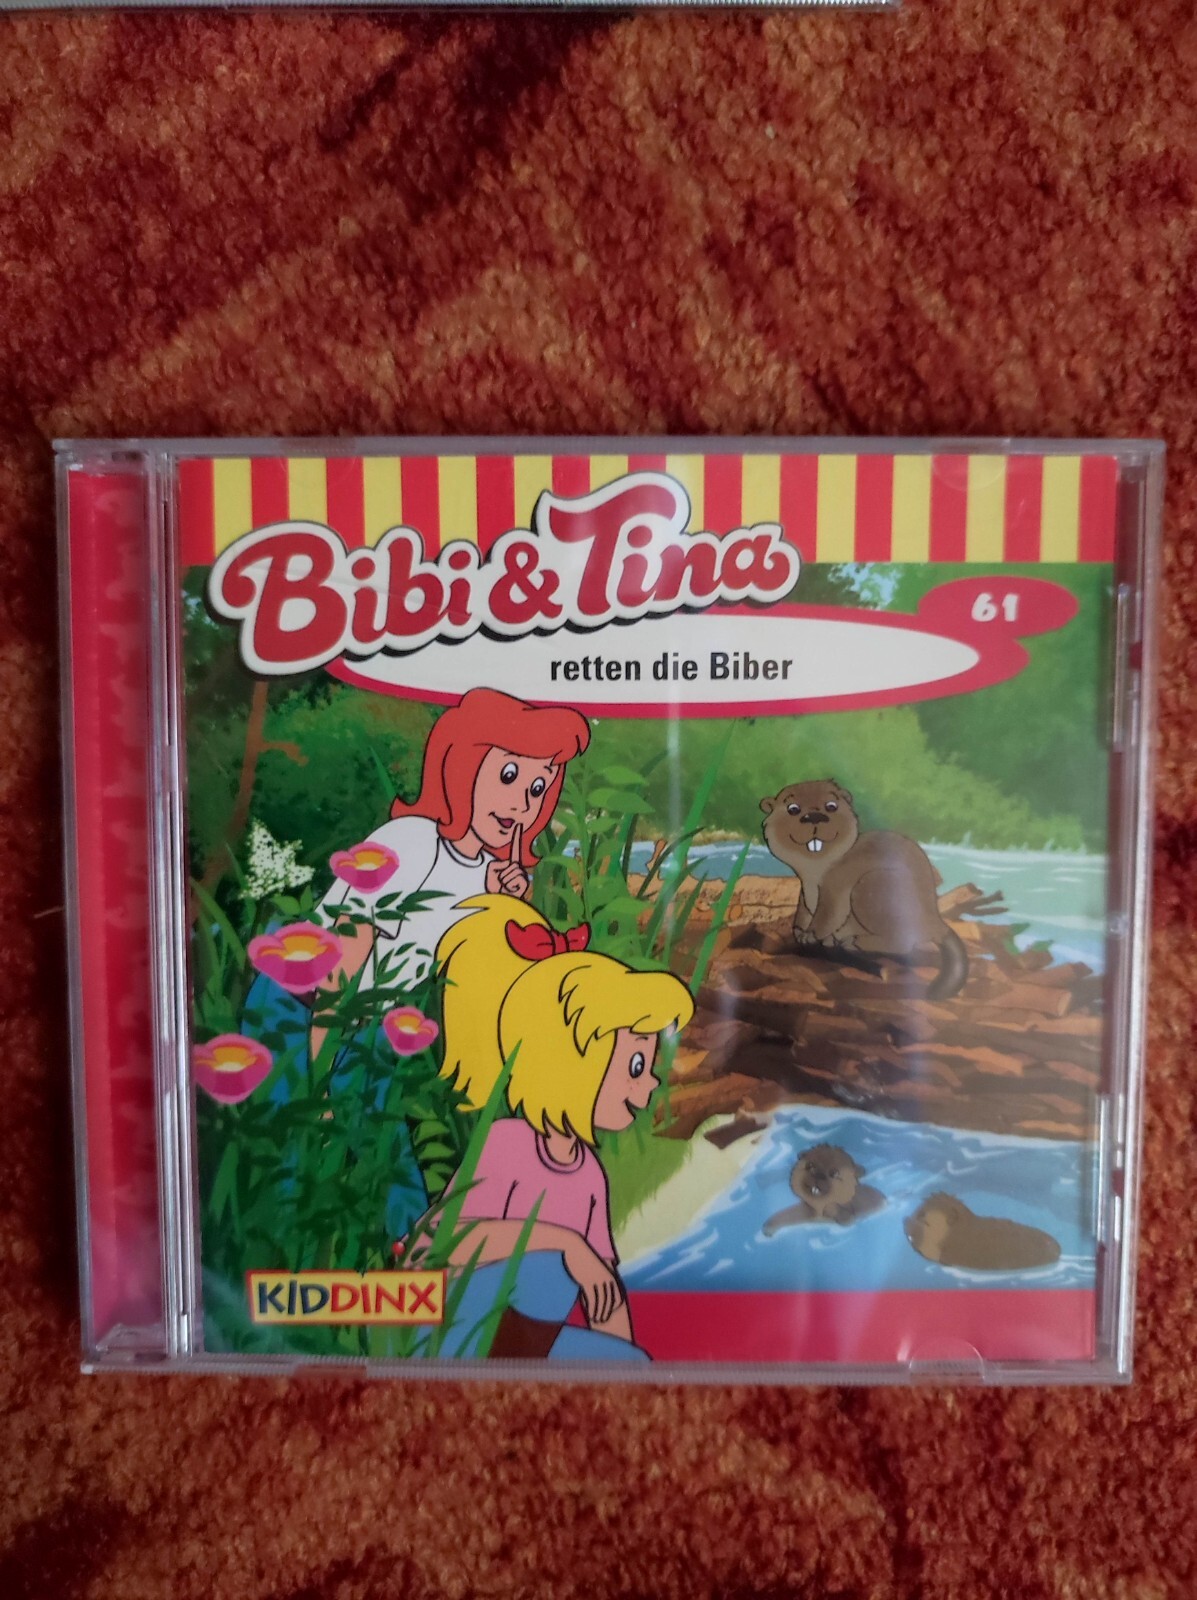 Bibi & Tina
61
retten die Biber
KIDDINX